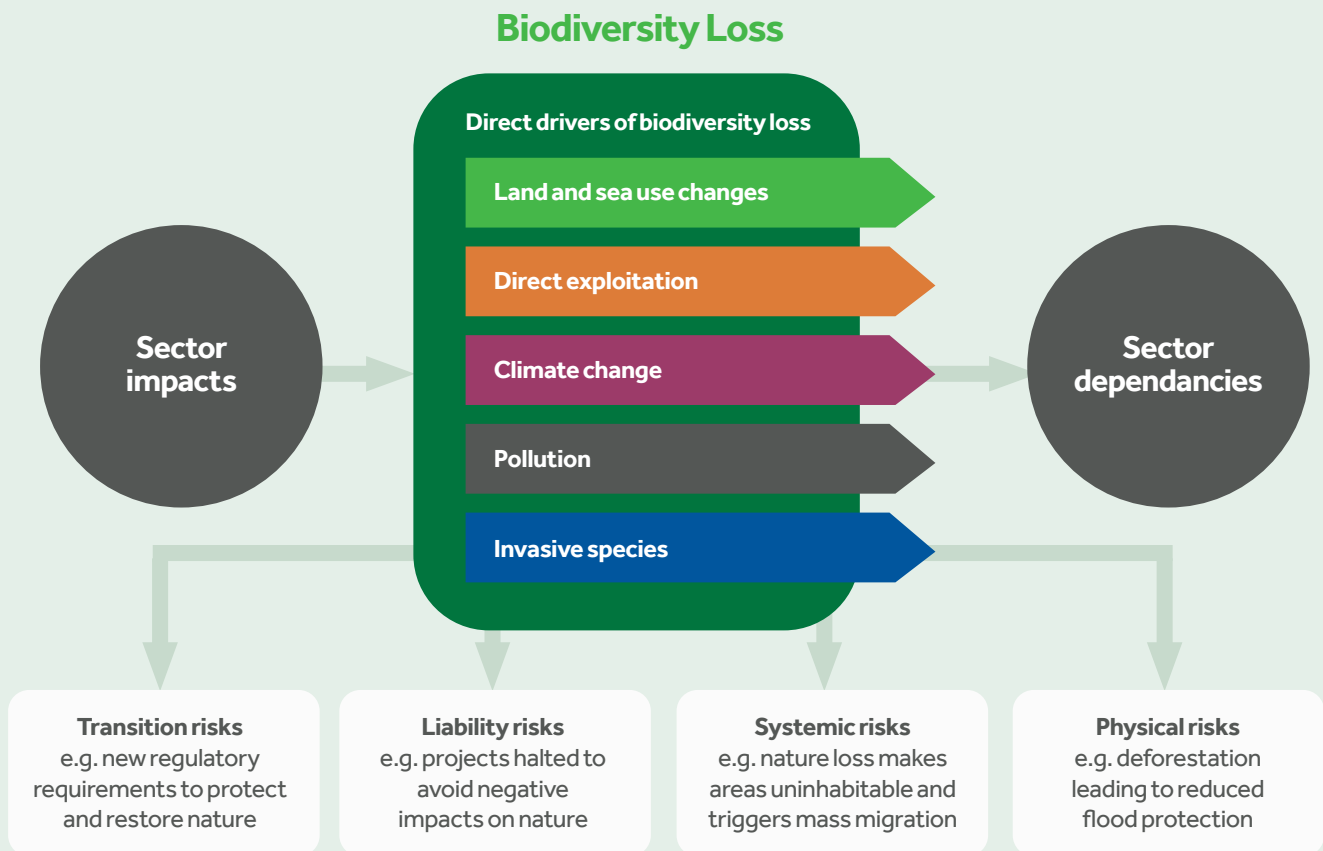 Biodiversity Loss
Direct drivers of biodiversity loss
Land and sea use changes
Direct exploitation
Climate change
Pollution
Invasive species
Sector
impacts
Sector
dependancies
Transition risks
e.g. new regulatory
requirements to protect
and restore nature
Liability risks
e.g. projects halted to
avoid negative
impacts on nature
Systemic risks
e.g. nature loss makes
areas uninhabitable and
triggers mass migration
Physical risks
e.g. deforestation
leading to reduced
flood protection